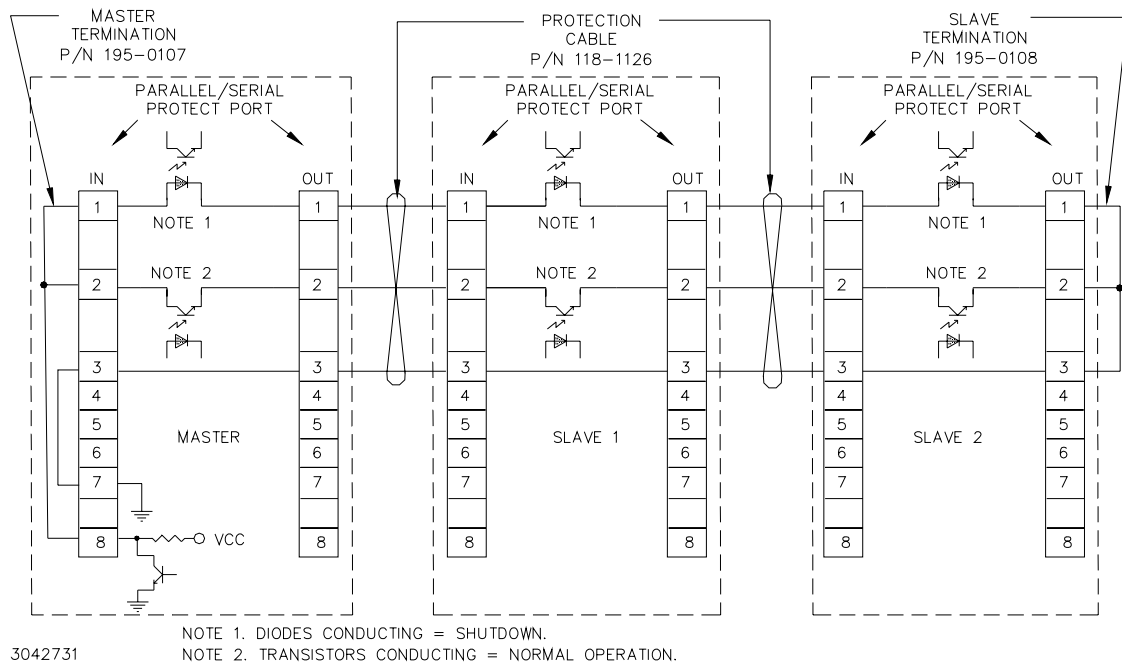 MASTER
TERMINATION
P/N 195-0107
PROTECTION
CABLE
P/N 118-1126
SLAVE
TERMINATION
P/N 195-0108
PARALLEL/SERIAL
PROTECT PORT
PARALLEL/SERIAL
PROTECT PORT
PARALLEL/SERIAL
PROTECT PORT
IN
OUT
IN
OUT
IN
OUT
1
NOTE 1
1
1
NOTE 1
1
1
NOTE 1
1
2
NOTE 2
2
2
NOTE 2
2
2
NOTE 2
2
3
3
3
3
3
3
4
4
4
4
4
4
5
5
5
5
5
5
MASTER
SLAVE 1
SLAVE 2
6
6
6
6
6
6
7
7
7
7
7
7
8
VCC
8
8
8
8
8
NOTE 1. DIODES CONDUCTING = SHUTDOWN.
3042731
NOTE 2. TRANSISTORS CONDUCTING = NORMAL OPERATION.